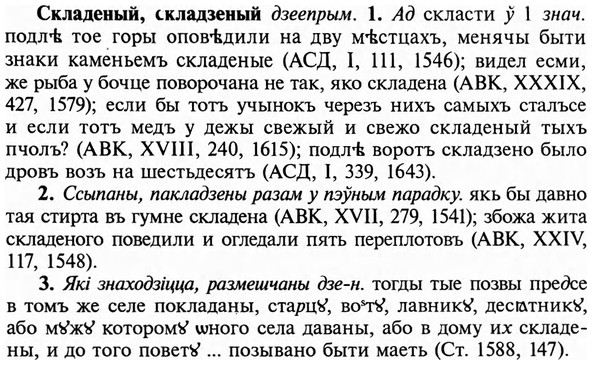 Складеный, складзеный дзеепрым. 1. Ад скласти ў 1 знач.
подлѣ тое горы оповѣдили на дву мѣстцахъ, менячы быти
знаки каменьемъ складеные (АСД, I, 111, 1546); видел есми,
же рыба у бочце поворочана не так, яко складена (АВК, XXXIX,
427, 1579); если бы тотъ учынокъ черезъ нихъ самыхъ сталъсе
и если тотъ медъ у дежы свежый и свежо складеный тыхъ
пчолъ? (АВК, XVIII, 240, 1615); подлѣ воротъ складзено было
дровъ возъ на шестьдесятъ (АСД, I, 339, 1643).
2. Ссыпаны, пакладзены разам у пэўным парадку. якь бы давно
тая стирта въ гумне складена (АВК, XVII, 279, 1541); збожа жита
складеного поведили и огледали пять переплотовъ (АВК, XXIV,
117, 1548).
3. Які знаходзіцца, размешчаны дзе-н. тогды тые позвы предсе
в томъ же селе покладаны, старцꙋ, воᵗтꙋ, лавникꙋ, десѧтникꙋ,
або мꙋжꙋ которомꙋ ѡного села даваны, або в дому их складе-
ны, и до того поветꙋ ... позывано быти маеть (Ст. 1588, 147).